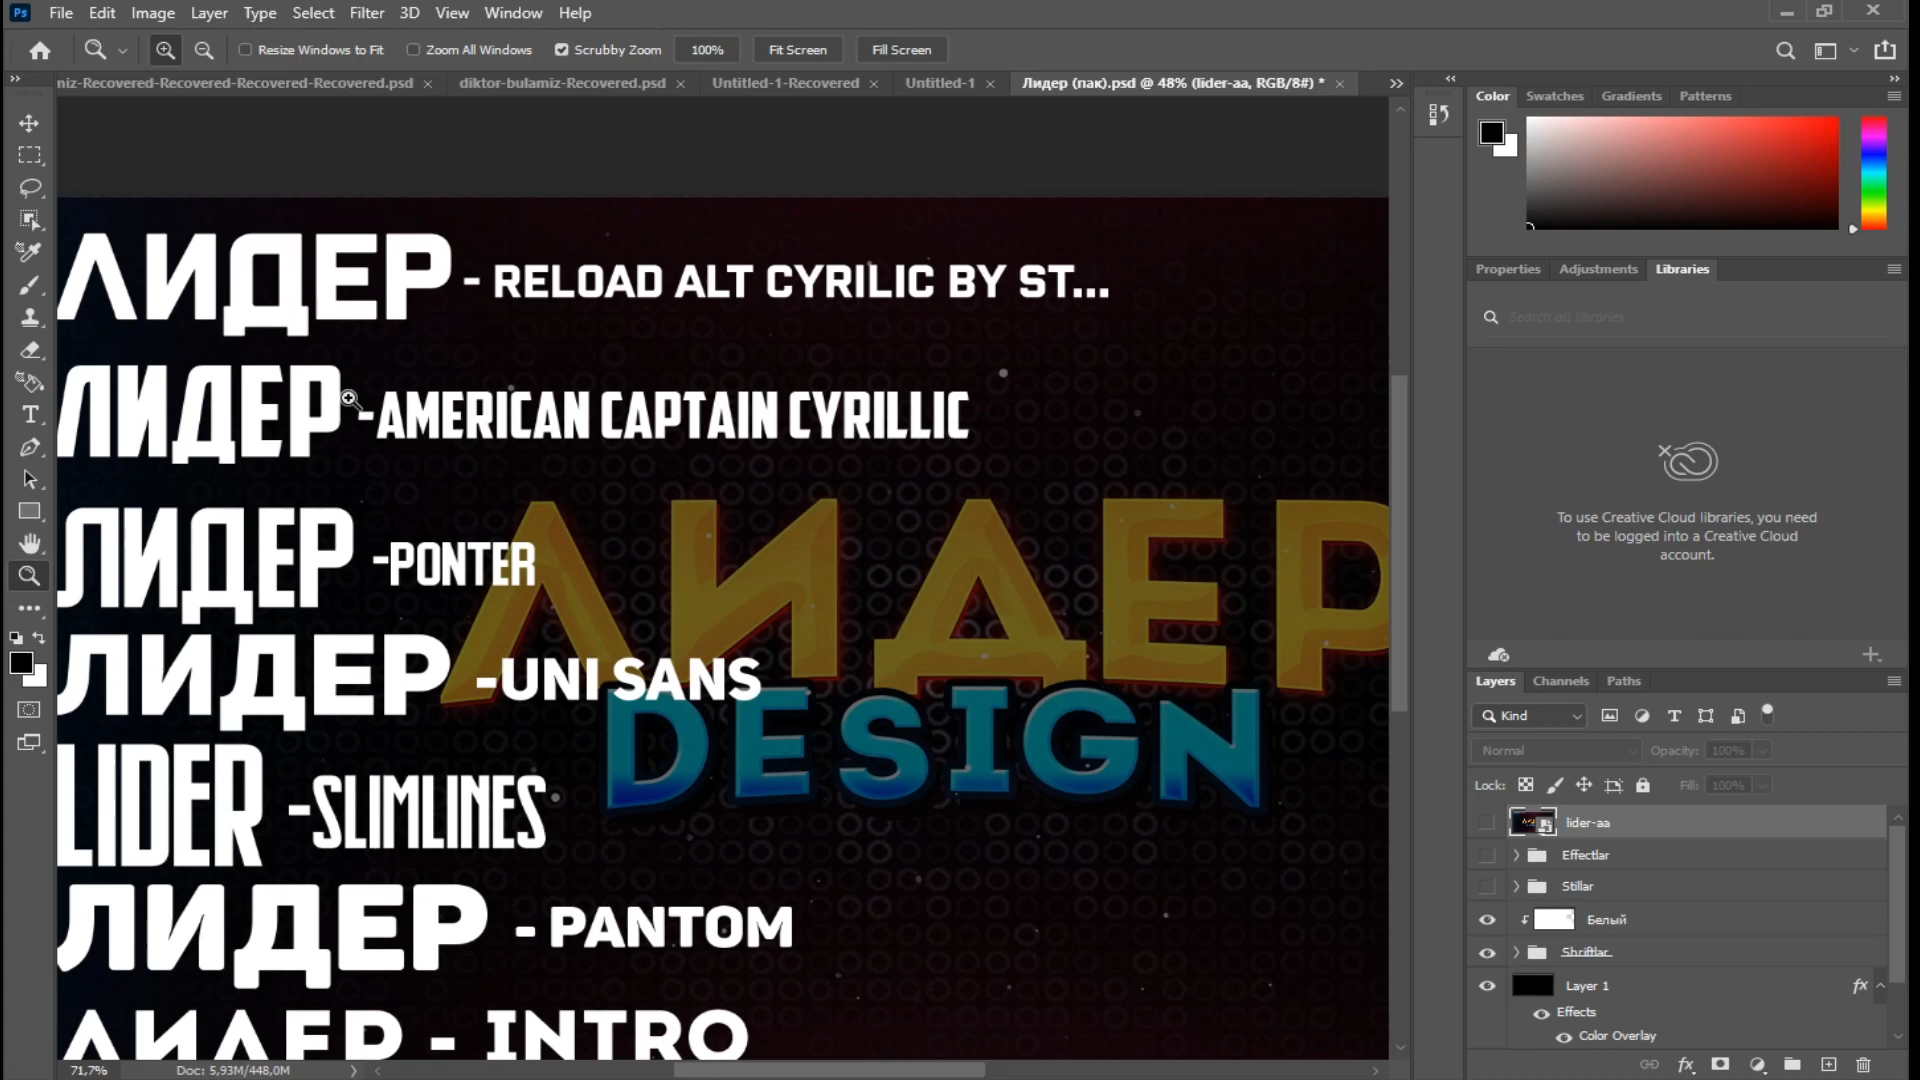 Ps File Edit Image Layer Type Select Filter 3D View Window Help
Resize Windows to Fit Zoom All Windows Scrubby Zoom 100% Fit Screen Fill Screen
niz-Recovered-Recovered-Recovered-Recovered.psd diktor-bulamiz-Recovered.psd Untitled-1-Recovered Untitled-1 Лидер (пак).psd @ 48% (lider-aa, RGB/8#) *
Color Swatches Gradients Patterns
ЛИДЕР - RELOAD ALT CYRILIC BY ST...
ЛИДЕР -AMERICAN CAPTAIN CYRILLIC
ЛИДЕР -PONTER
ЛИДЕР -UNI SANS
LIDER -SLIMLINES
ЛИДЕР - PANTOM
ЛИДЕР - INTRO
ЛИДЕР
DESIGN
Properties Adjustments Libraries
Search all libraries
To use Creative Cloud libraries, you need
to be logged into a Creative Cloud
account.
Layers Channels Paths
Kind
Normal Opacity: 100%
Lock: Fill: 100%
lider-aa
Effectlar
Stillar
Белый
Shriftlar
Layer 1 fx
Effects
Color Overlay
71,7% Doc: 5,93M/448,0M